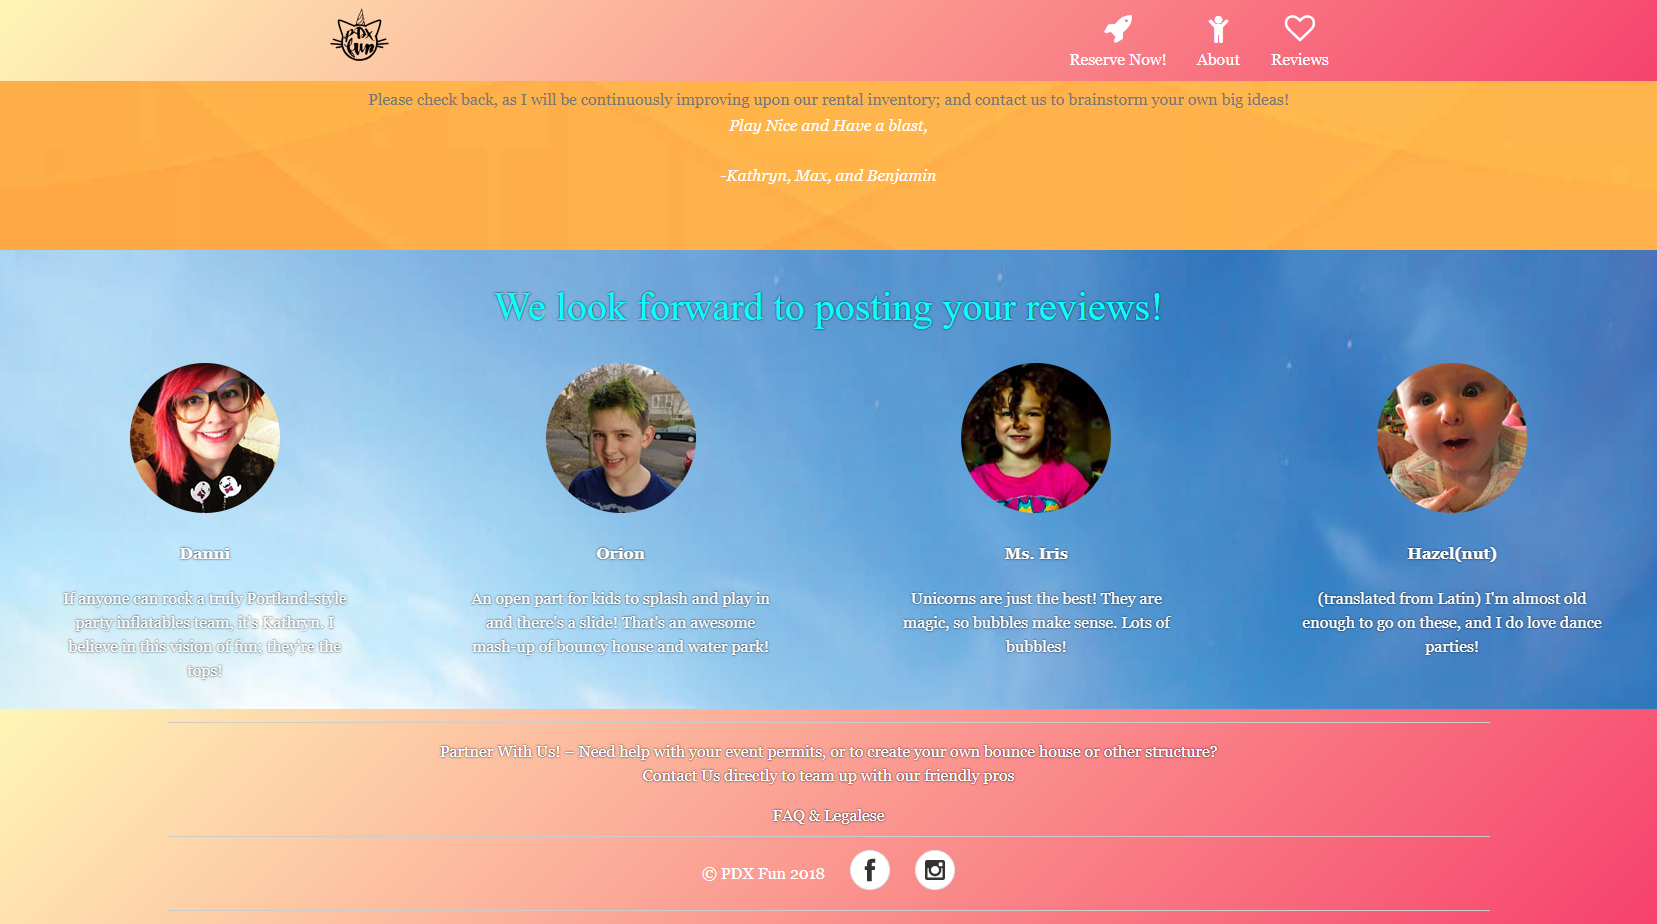 PDX
fun
Reserve Now!
About
Reviews
Please check back, as I will be continuously improving upon our rental inventory; and contact us to brainstorm your own big ideas!
Play Nice and Have a blast,
-Kathryn, Max, and Benjamin
We look forward to posting your reviews!
Danni
If anyone can rock a truly Portland-style
party inflatables team, it's Kathryn. I
believe in this vision of fun; they're the
tops!
Orion
An open part for kids to splash and play in
and there's a slide! That's an awesome
mash-up of bouncy house and water park!
Ms. Iris
Unicorns are just the best! They are
magic, so bubbles make sense. Lots of
bubbles!
Hazel(nut)
(translated from Latin) I'm almost old
enough to go on these, and I do love dance
parties!
Partner With Us! – Need help with your event permits, or to create your own bounce house or other structure?
Contact Us directly to team up with our friendly pros
FAQ & Legalese
© PDX Fun 2018